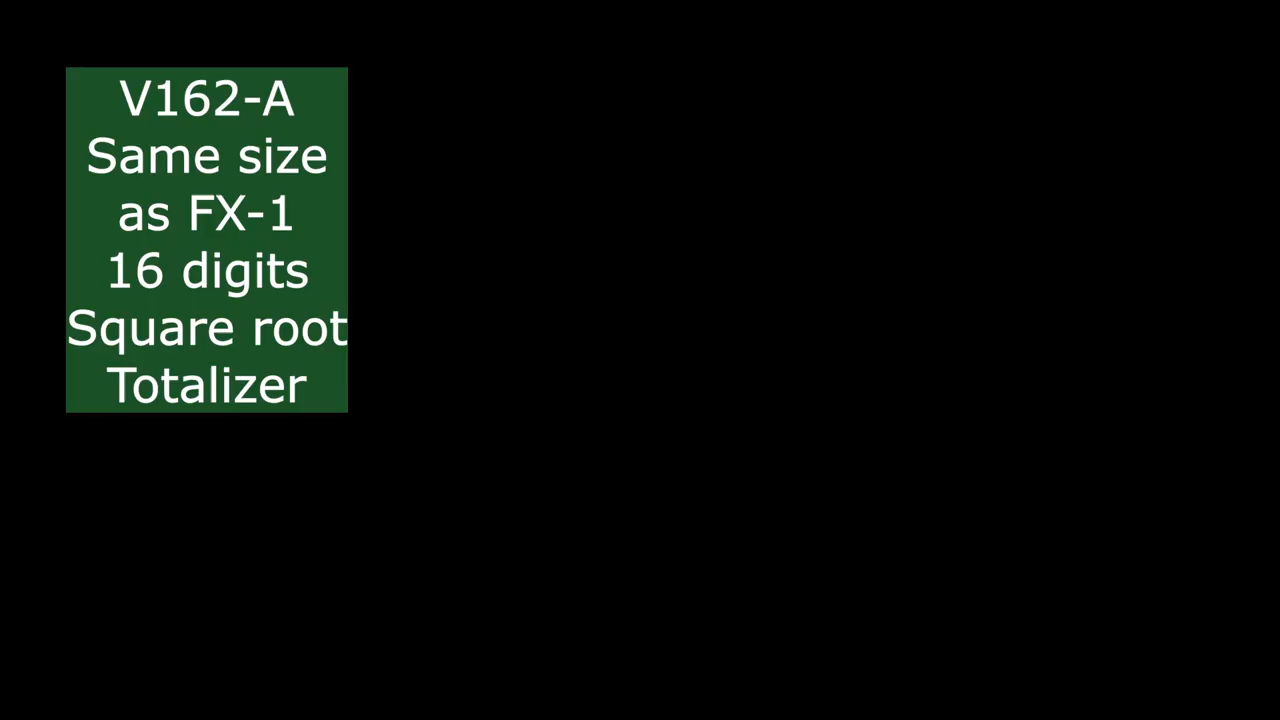 V162-A
Same size
as FX-1
16 digits
Square root
Totalizer